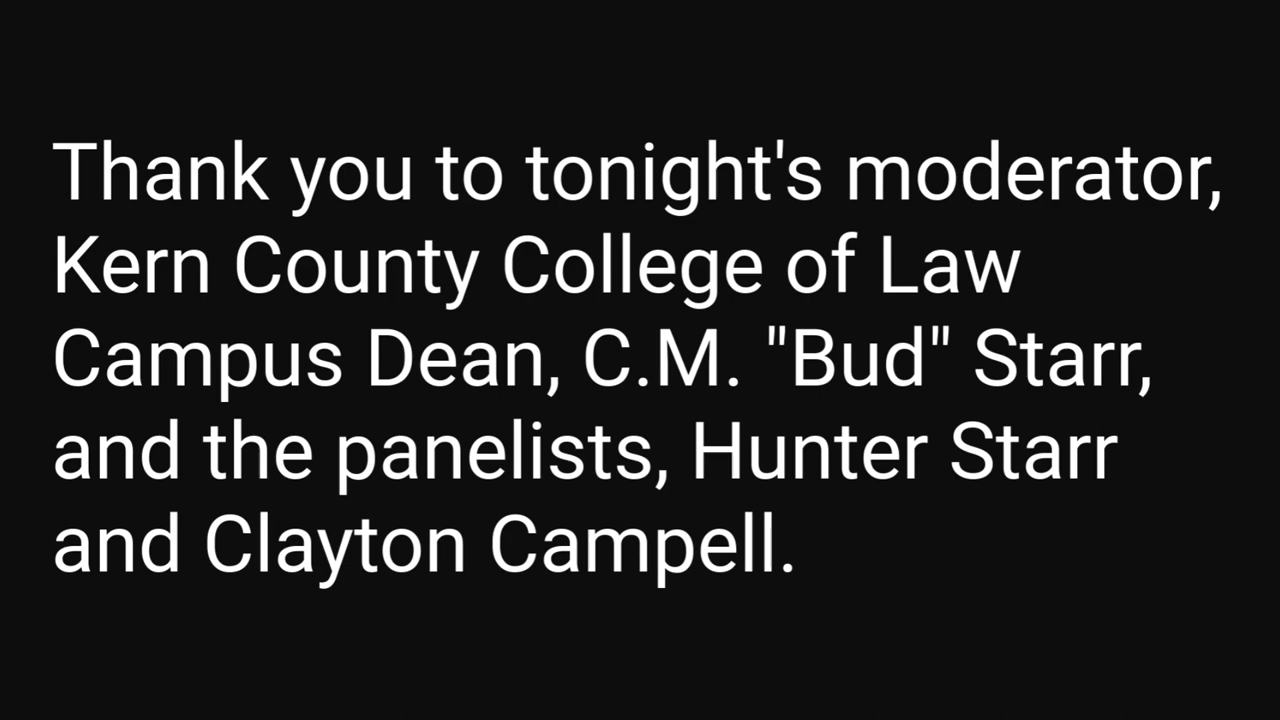 Thank you to tonight's moderator,
Kern County College of Law
Campus Dean, C.M. "Bud" Starr,
and the panelists, Hunter Starr
and Clayton Campell.